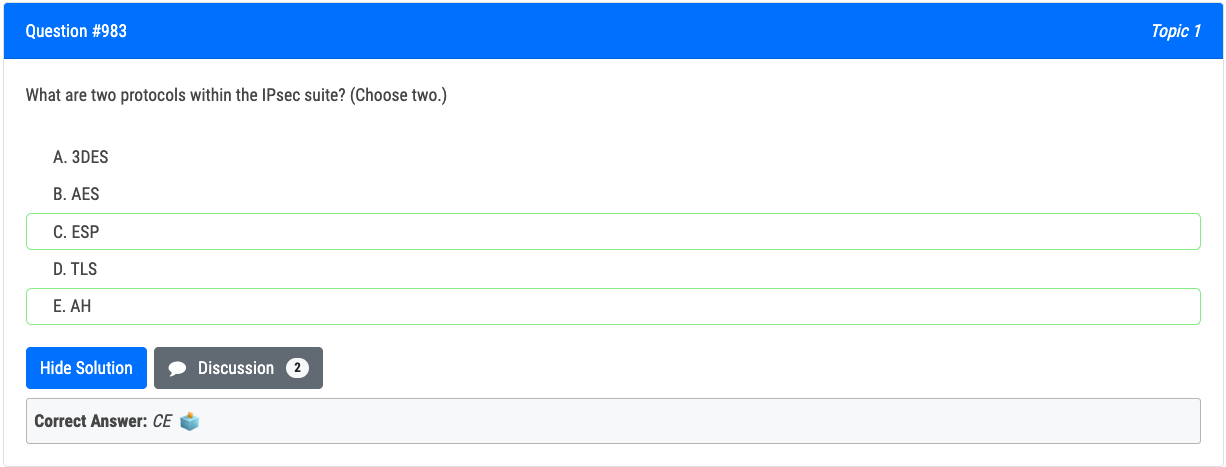 Question #983 Topic 1
What are two protocols within the IPsec suite? (Choose two.)
A. 3DES
B. AES
C. ESP
D. TLS
E. AH
Hide Solution Discussion 2
Correct Answer: CE